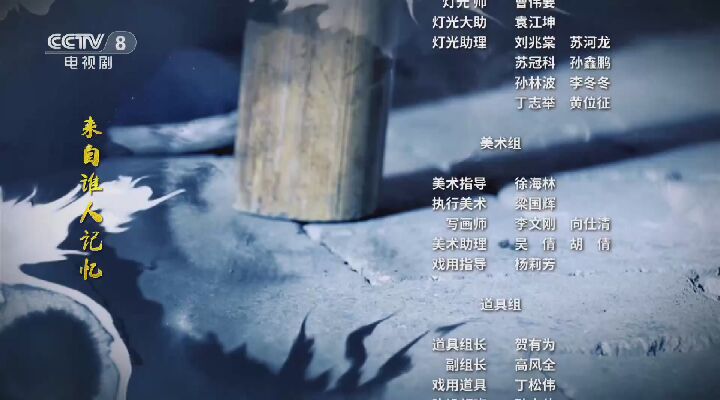 CCTV 8
电视剧
来自谁人记忆
灯光大助 袁江坤
灯光助理 刘兆棠 苏河龙
苏冠科 孙鑫鹏
孙林波 李冬冬
丁志举 黄位征
美术组
美术指导 徐海林
执行美术 梁国辉
写画师 李文刚 向仕清
美术助理 吴倩 胡倩
戏用指导 杨莉芳
道具组
道具组长 贺有为
副组长 高风全
戏用道具 丁松伟